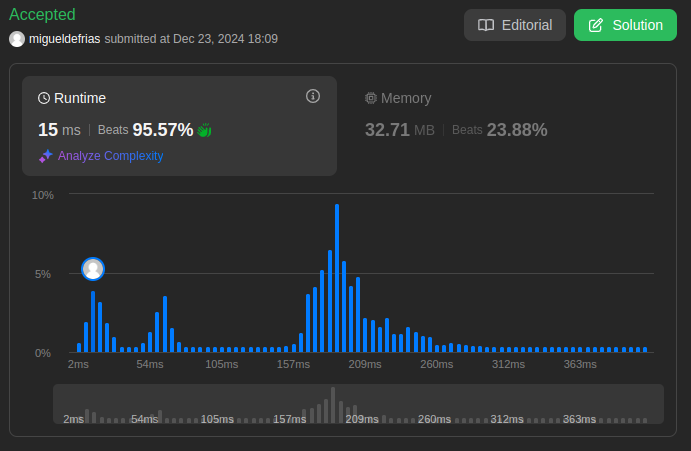 Accepted
Editorial
Solution
migueldefrias submitted at Dec 23, 2024 18:09
Runtime
Memory
15 ms | Beats 95.57%
32.71 MB | Beats 23.88%
Analyze Complexity
10%
5%
0%
2ms 54ms 105ms 157ms 209ms 260ms 312ms 363ms
2ms 54ms 105ms 157ms 209ms 260ms 312ms 363ms